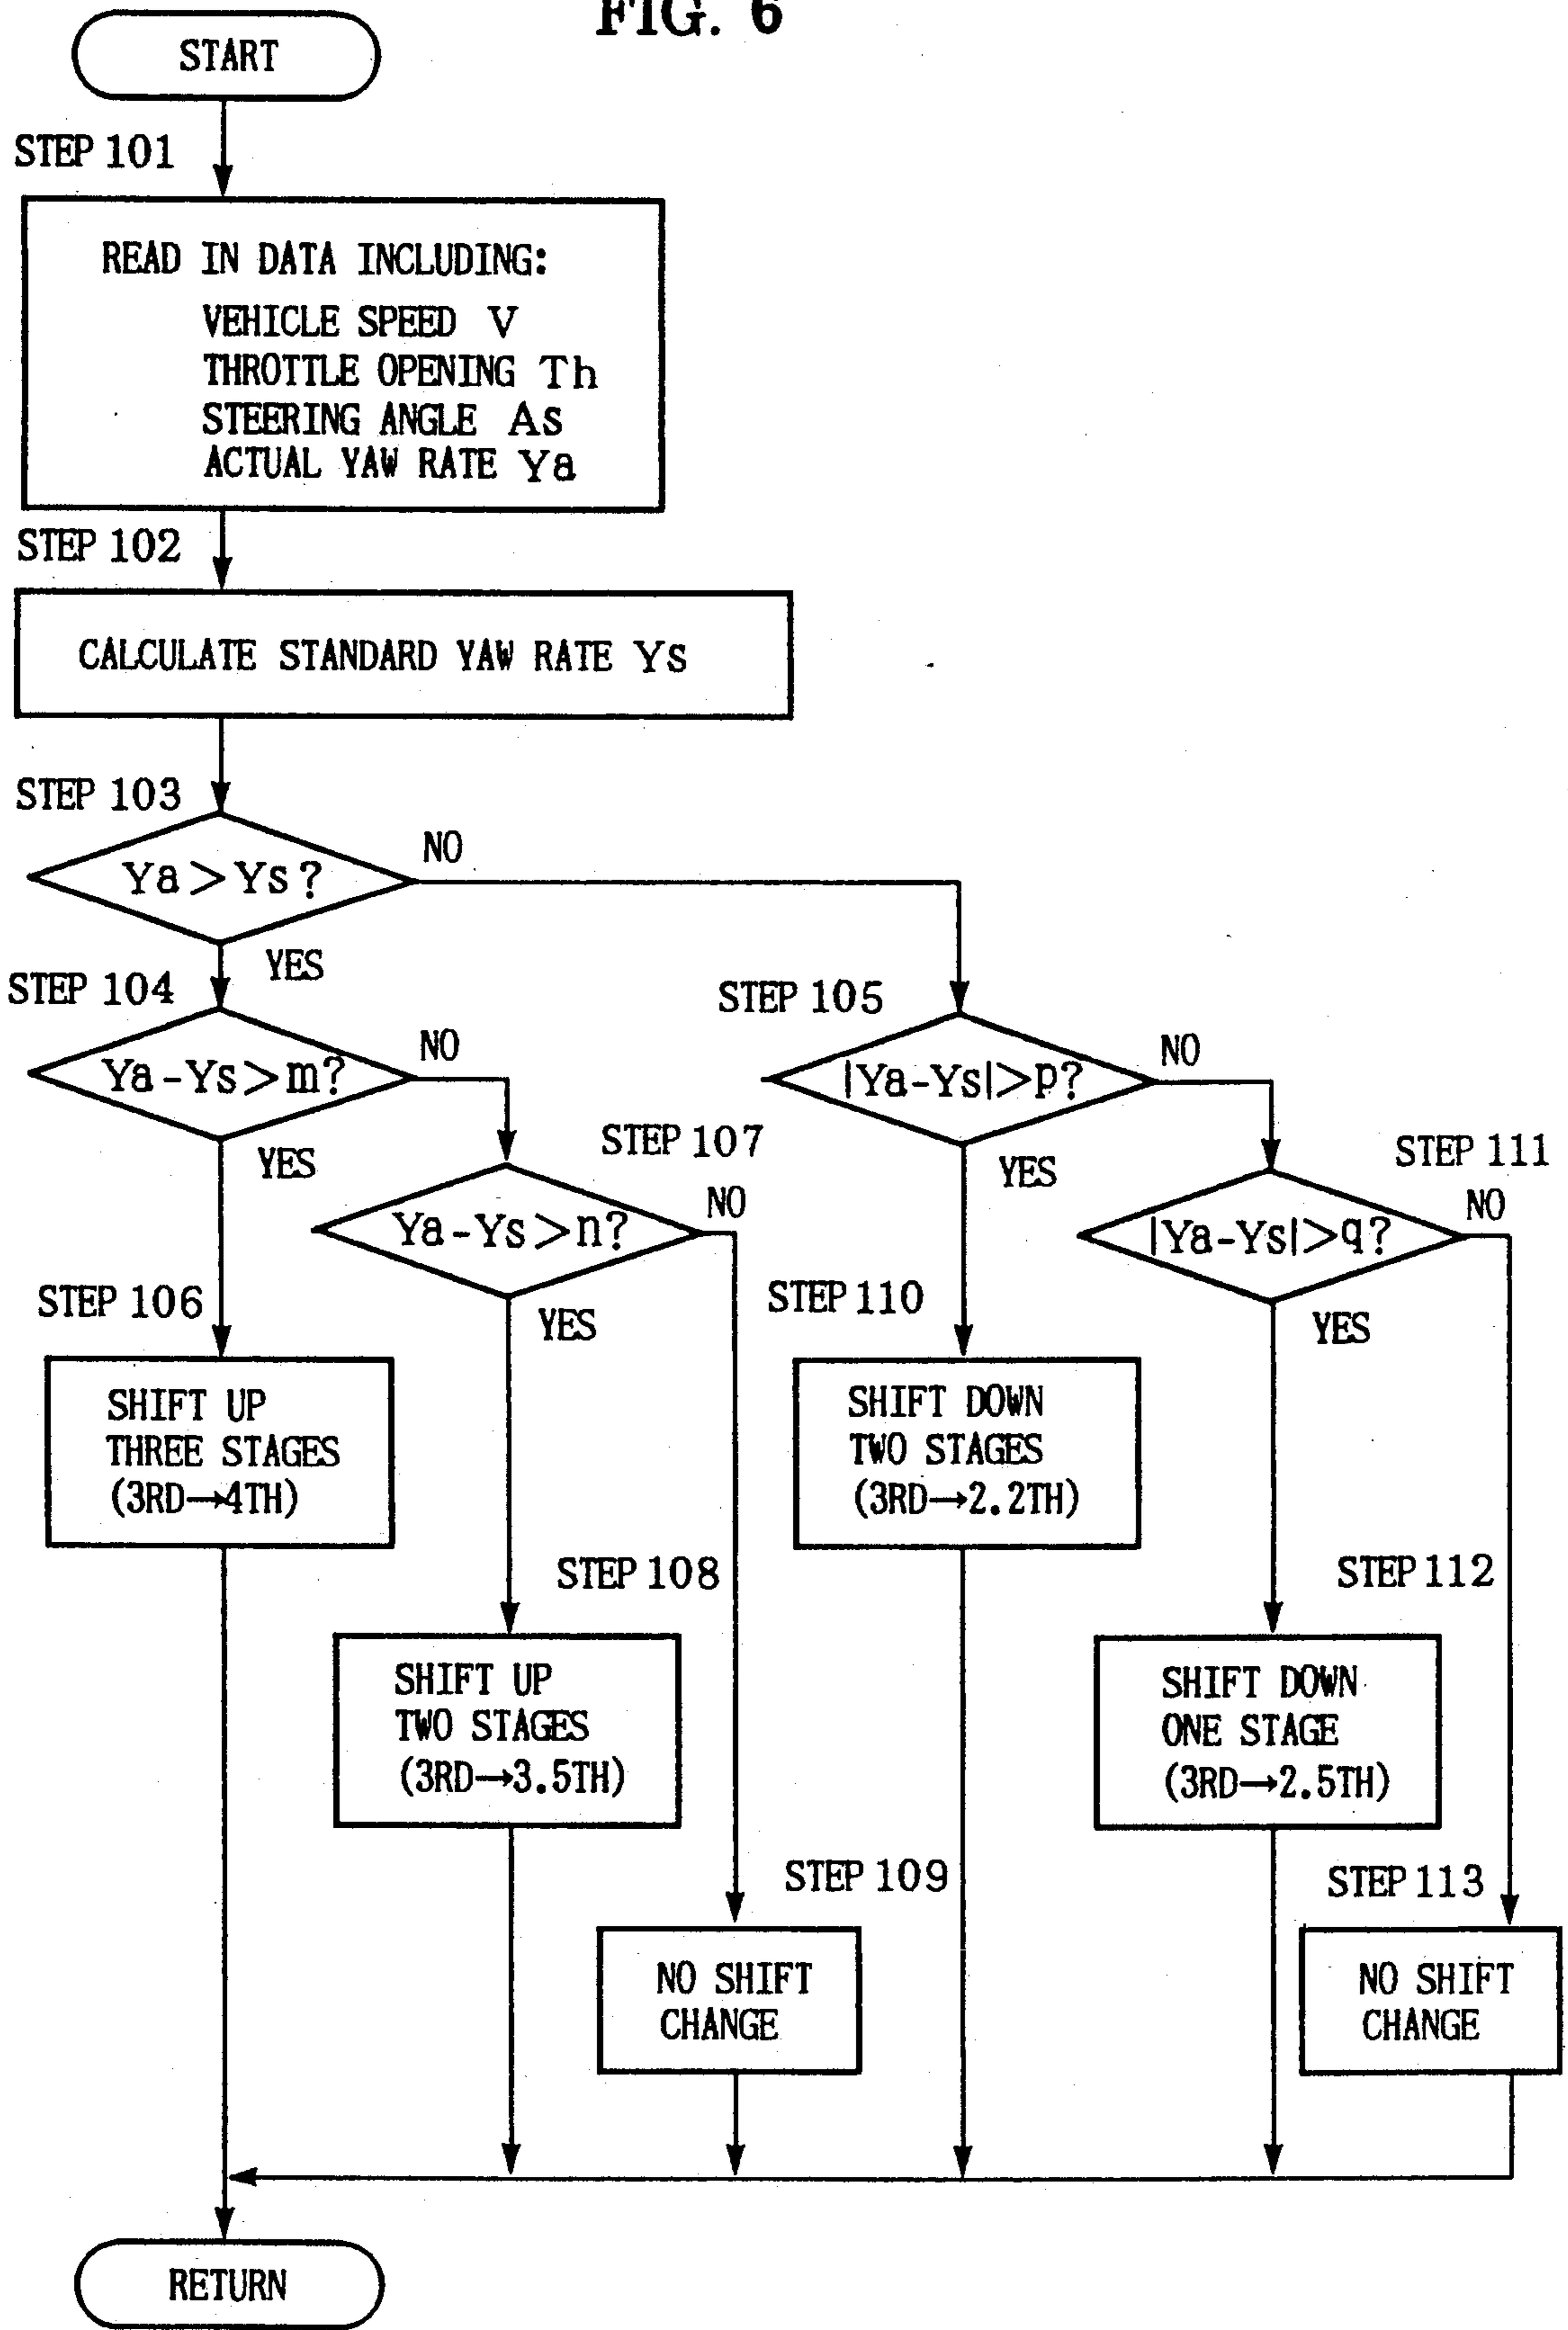 FIG. 6
START
STEP 101
READ IN DATA INCLUDING:
VEHICLE SPEED V
THROTTLE OPENING Th
STEERING ANGLE As
ACTUAL YAW RATE Ya
STEP 102
CALCULATE STANDARD YAW RATE Ys
STEP 103
Ya>Ys?
NO
YES
STEP 104
Ya-Ys>m?
NO
YES
STEP 105
|Ya-Ys|>p?
NO
YES
STEP 107
Ya-Ys>n?
NO
YES
STEP 111
|Ya-Ys|>q?
NO
YES
STEP 106
SHIFT UP
THREE STAGES
(3RD→4TH)
STEP 110
SHIFT DOWN
TWO STAGES
(3RD→2.2TH)
STEP 108
SHIFT UP
TWO STAGES
(3RD→3.5TH)
STEP 112
SHIFT DOWN
ONE STAGE
(3RD→2.5TH)
STEP 109
NO SHIFT
CHANGE
STEP 113
NO SHIFT
CHANGE
RETURN